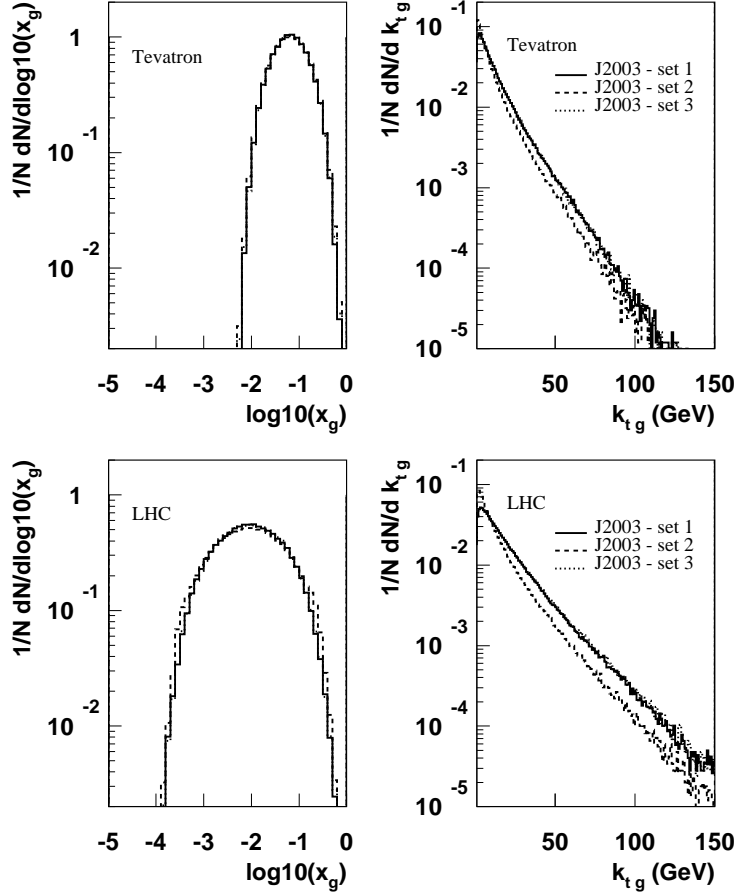 1/N dN/dlog10(x_g)
Tevatron
1
10^-1
10^-2
-5 -4 -3 -2 -1 0
log10(x_g)
1/N dN/d k_t g
Tevatron
J2003 - set 1
J2003 - set 2
J2003 - set 3
10^-1
10^-2
10^-3
10^-4
10^-5
50 100 150
k_t g (GeV)
1/N dN/dlog10(x_g)
LHC
1
10^-1
10^-2
-5 -4 -3 -2 -1 0
log10(x_g)
1/N dN/d k_t g
LHC
J2003 - set 1
J2003 - set 2
J2003 - set 3
10^-1
10^-2
10^-3
10^-4
10^-5
50 100 150
k_t g (GeV)